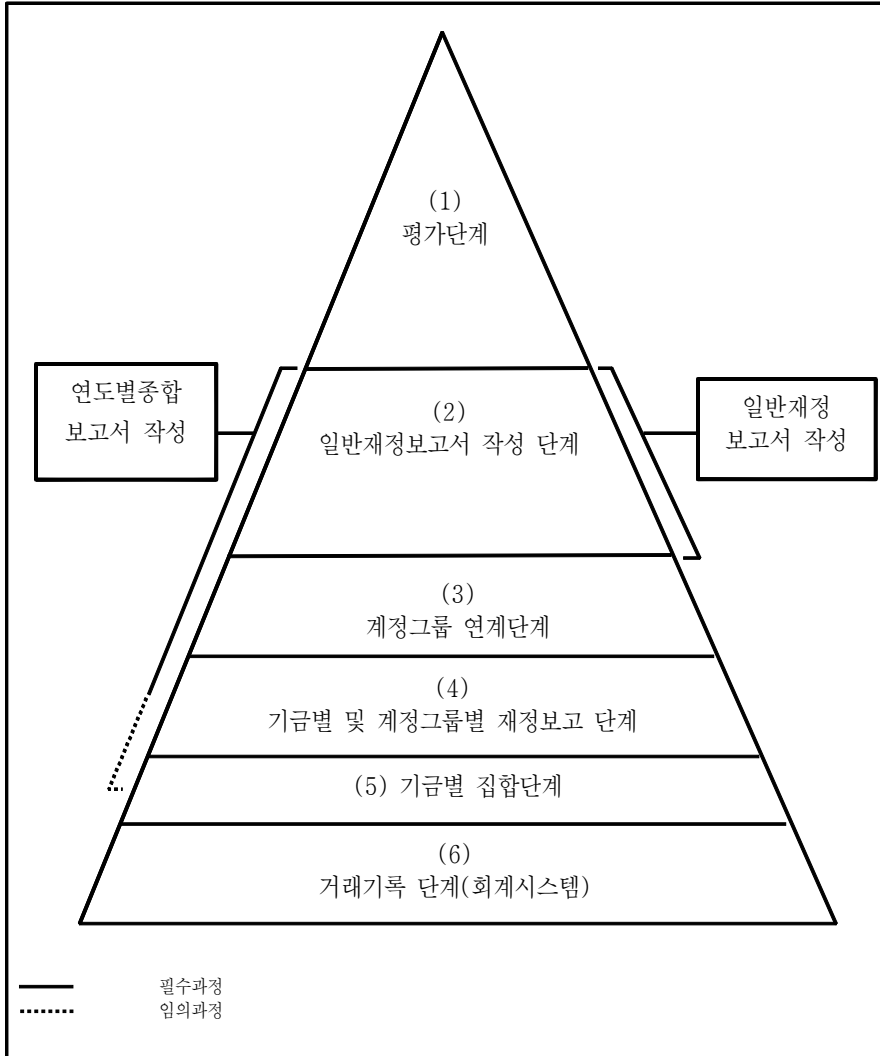 (1)
평가단계
연도별종합
보고서 작성
(2)
일반재정보고서 작성 단계
일반재정
보고서 작성
(3)
계정그룹 연계단계
(4)
기금별 및 계정그룹별 재정보고 단계
(5) 기금별 집합단계
(6)
거래기록 단계(회계시스템)
필수과정
임의과정